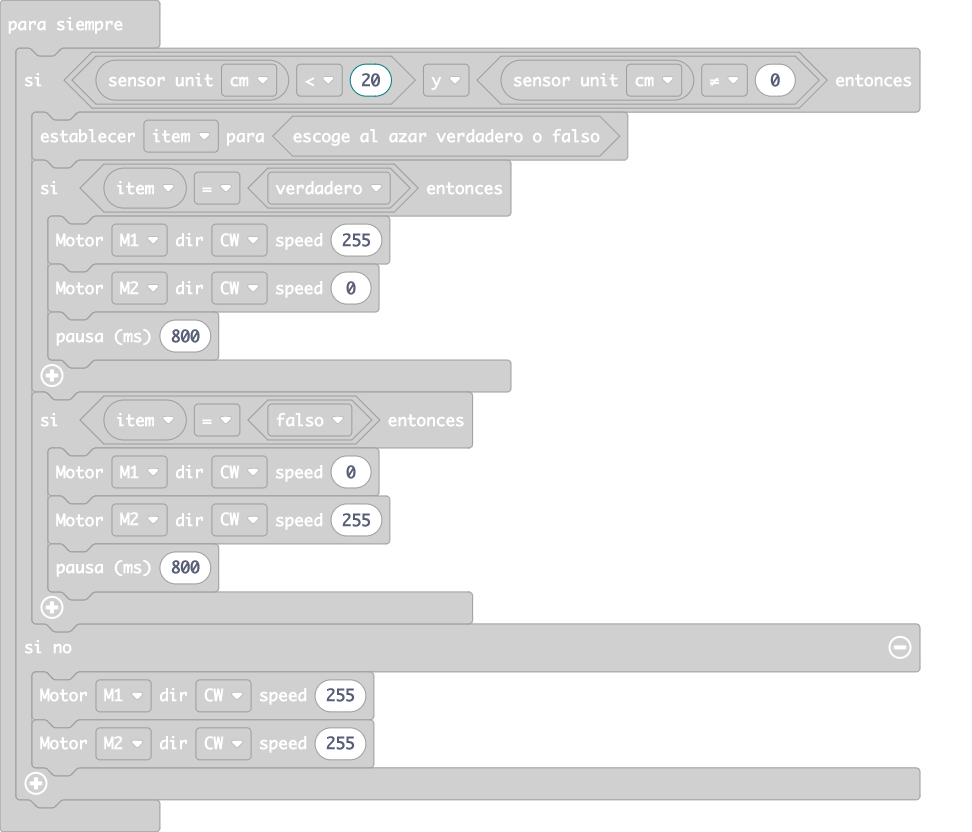 para siempre
si sensor unit cm < 20 y sensor unit cm ≠ 0 entonces
establecer item para escoge al azar verdadero o falso
si item = verdadero entonces
Motor M1 dir CW speed 255
Motor M2 dir CW speed 0
pausa (ms) 800
si item = falso entonces
Motor M1 dir CW speed 0
Motor M2 dir CW speed 255
pausa (ms) 800
si no
Motor M1 dir CW speed 255
Motor M2 dir CW speed 255